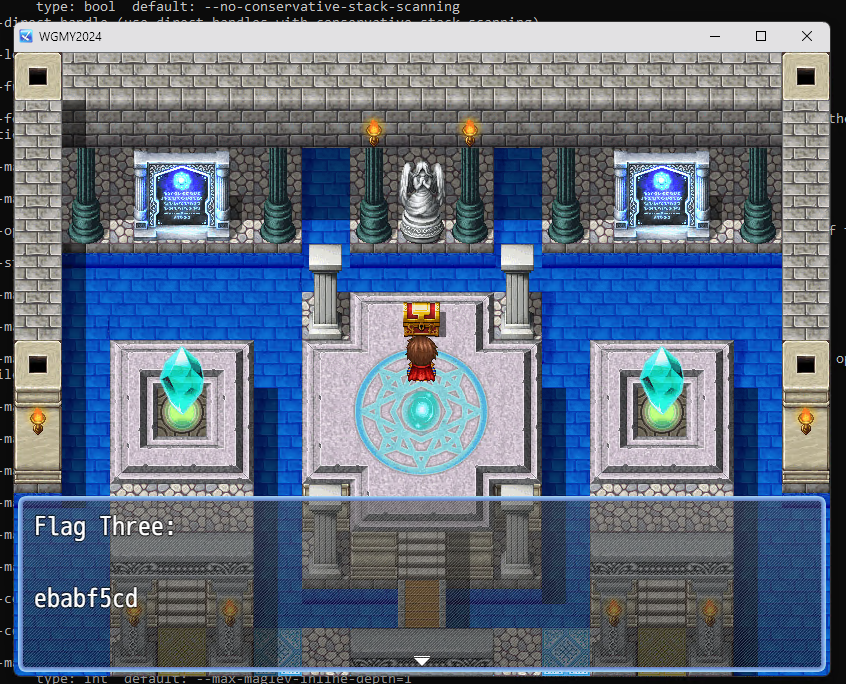 type: bool  default: --no-conservative-stack-scanning
WGMY2024
Flag Three:
ebabf5cd
type: int  default: --max-maglev-inline-depth=1